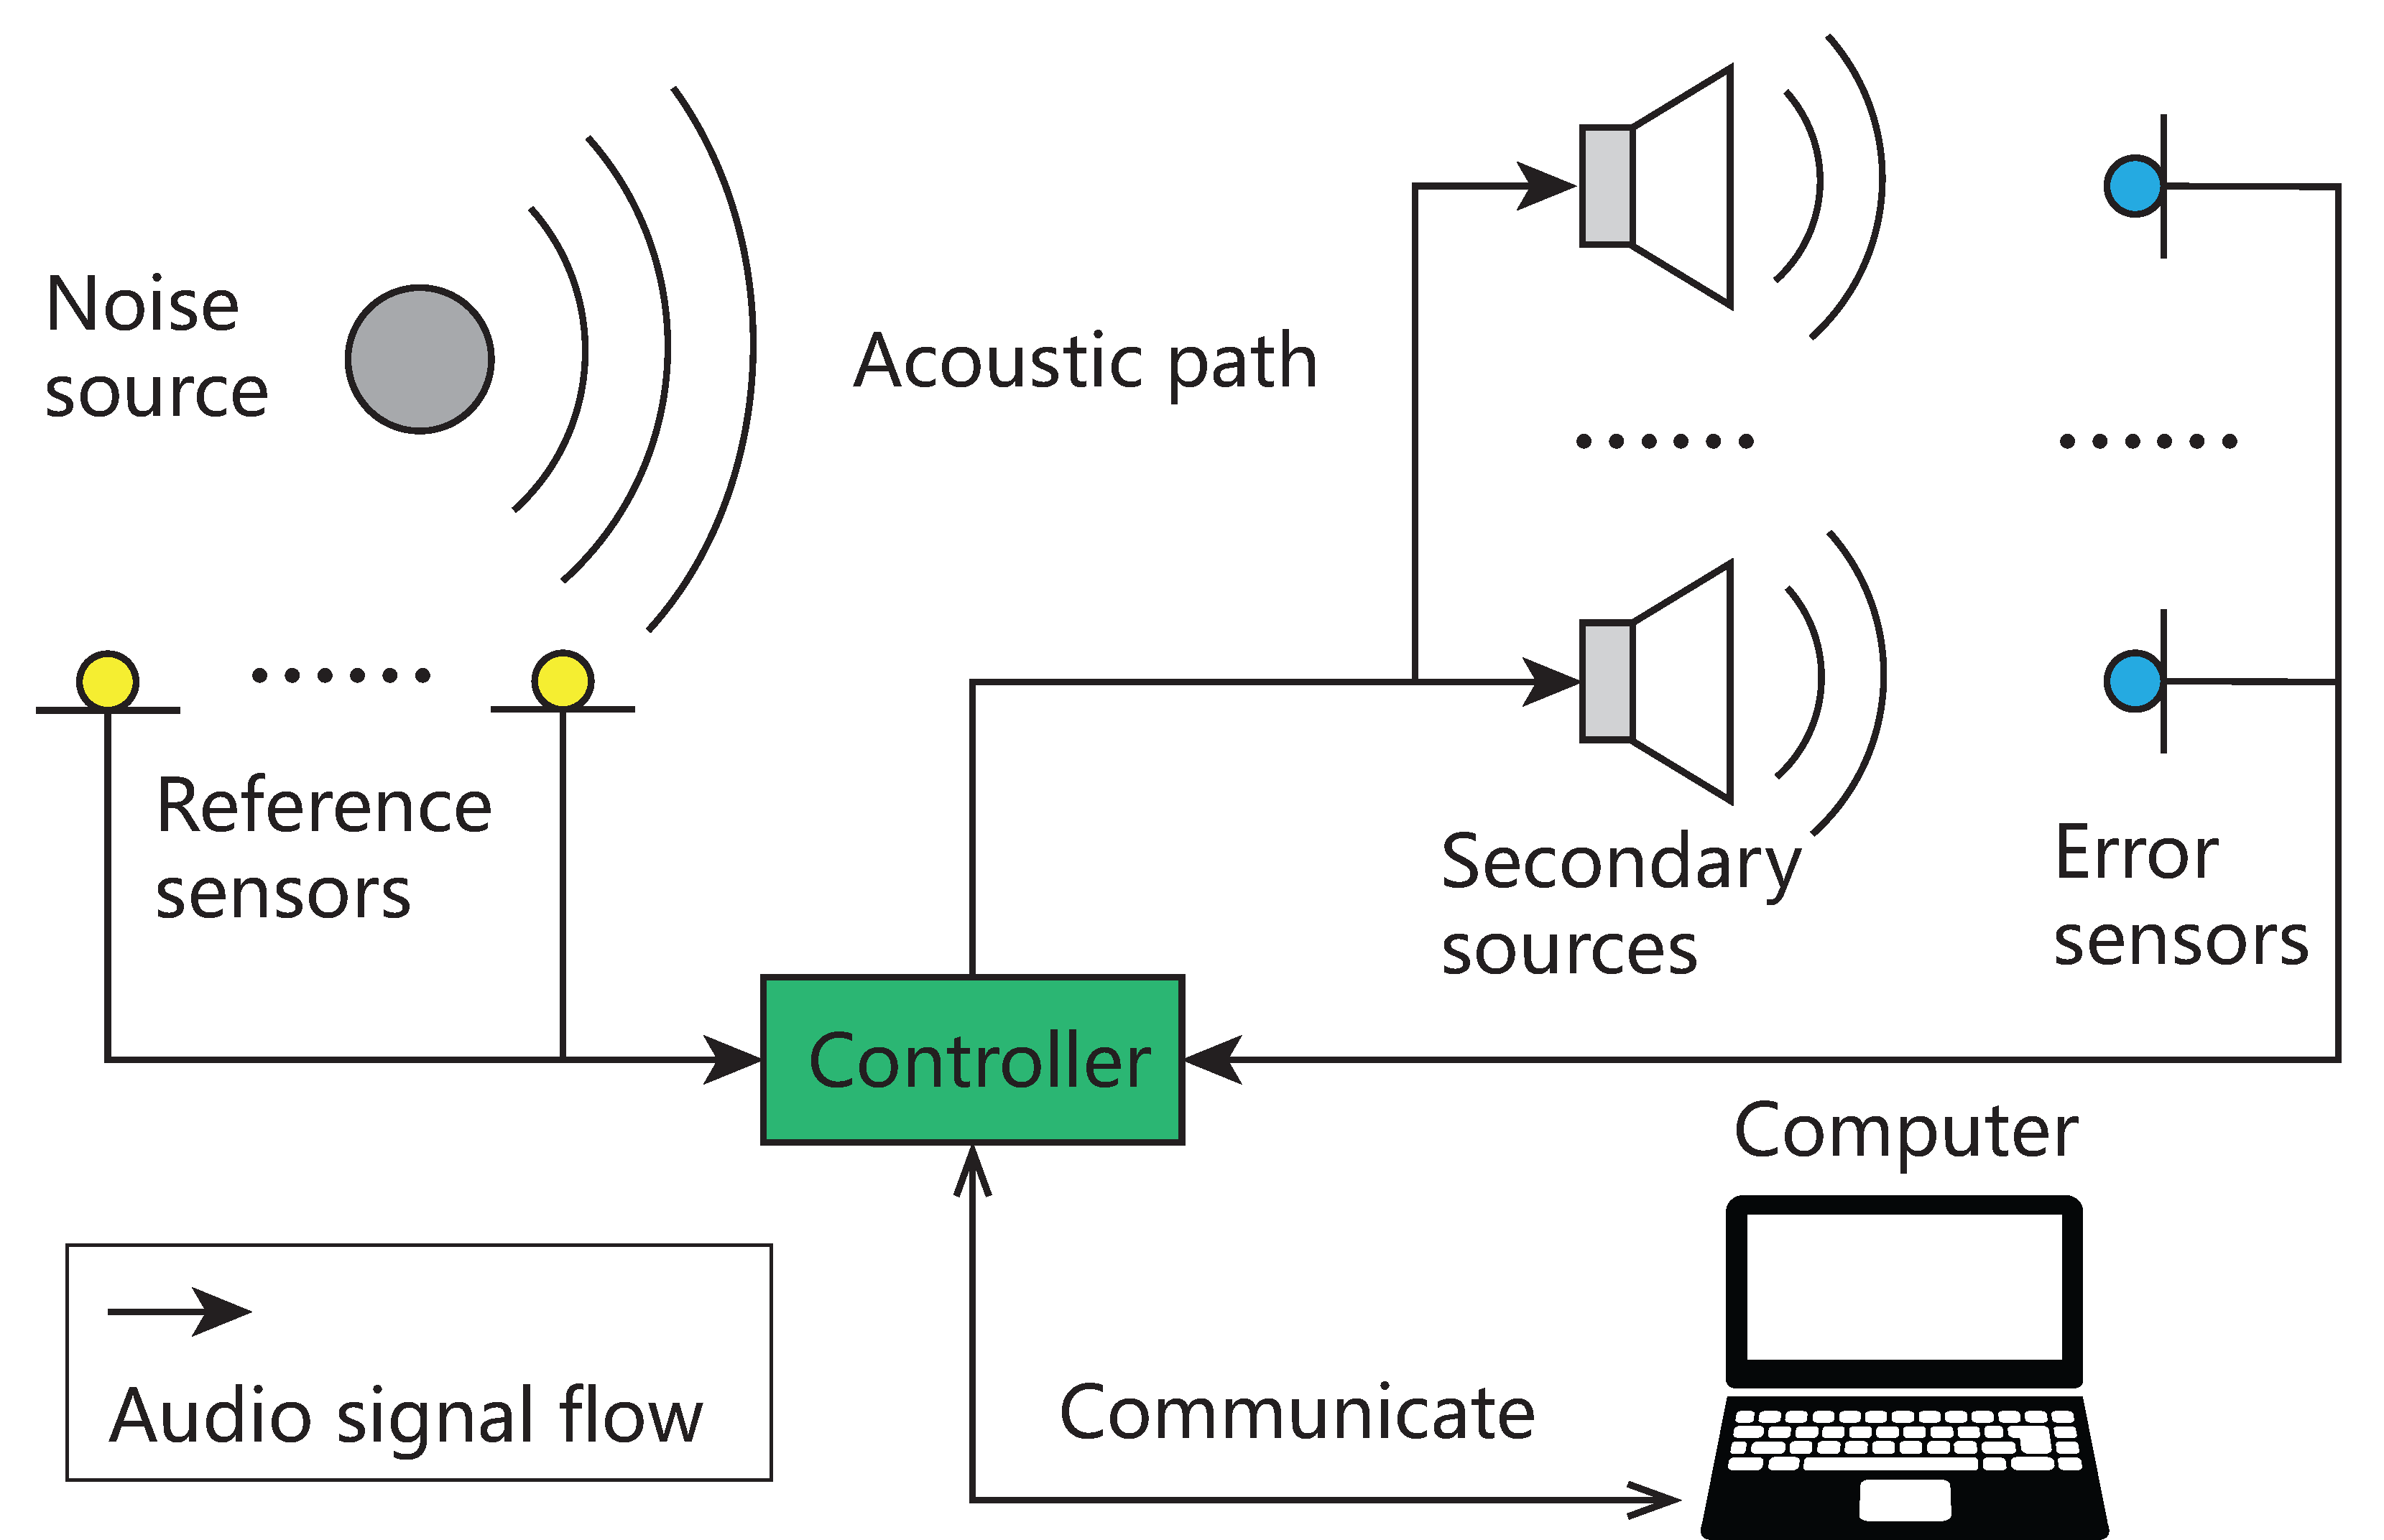 Noise
source
Acoustic path
Reference
sensors
Secondary
sources
Error
sensors
Controller
Computer
Communicate
Audio signal flow